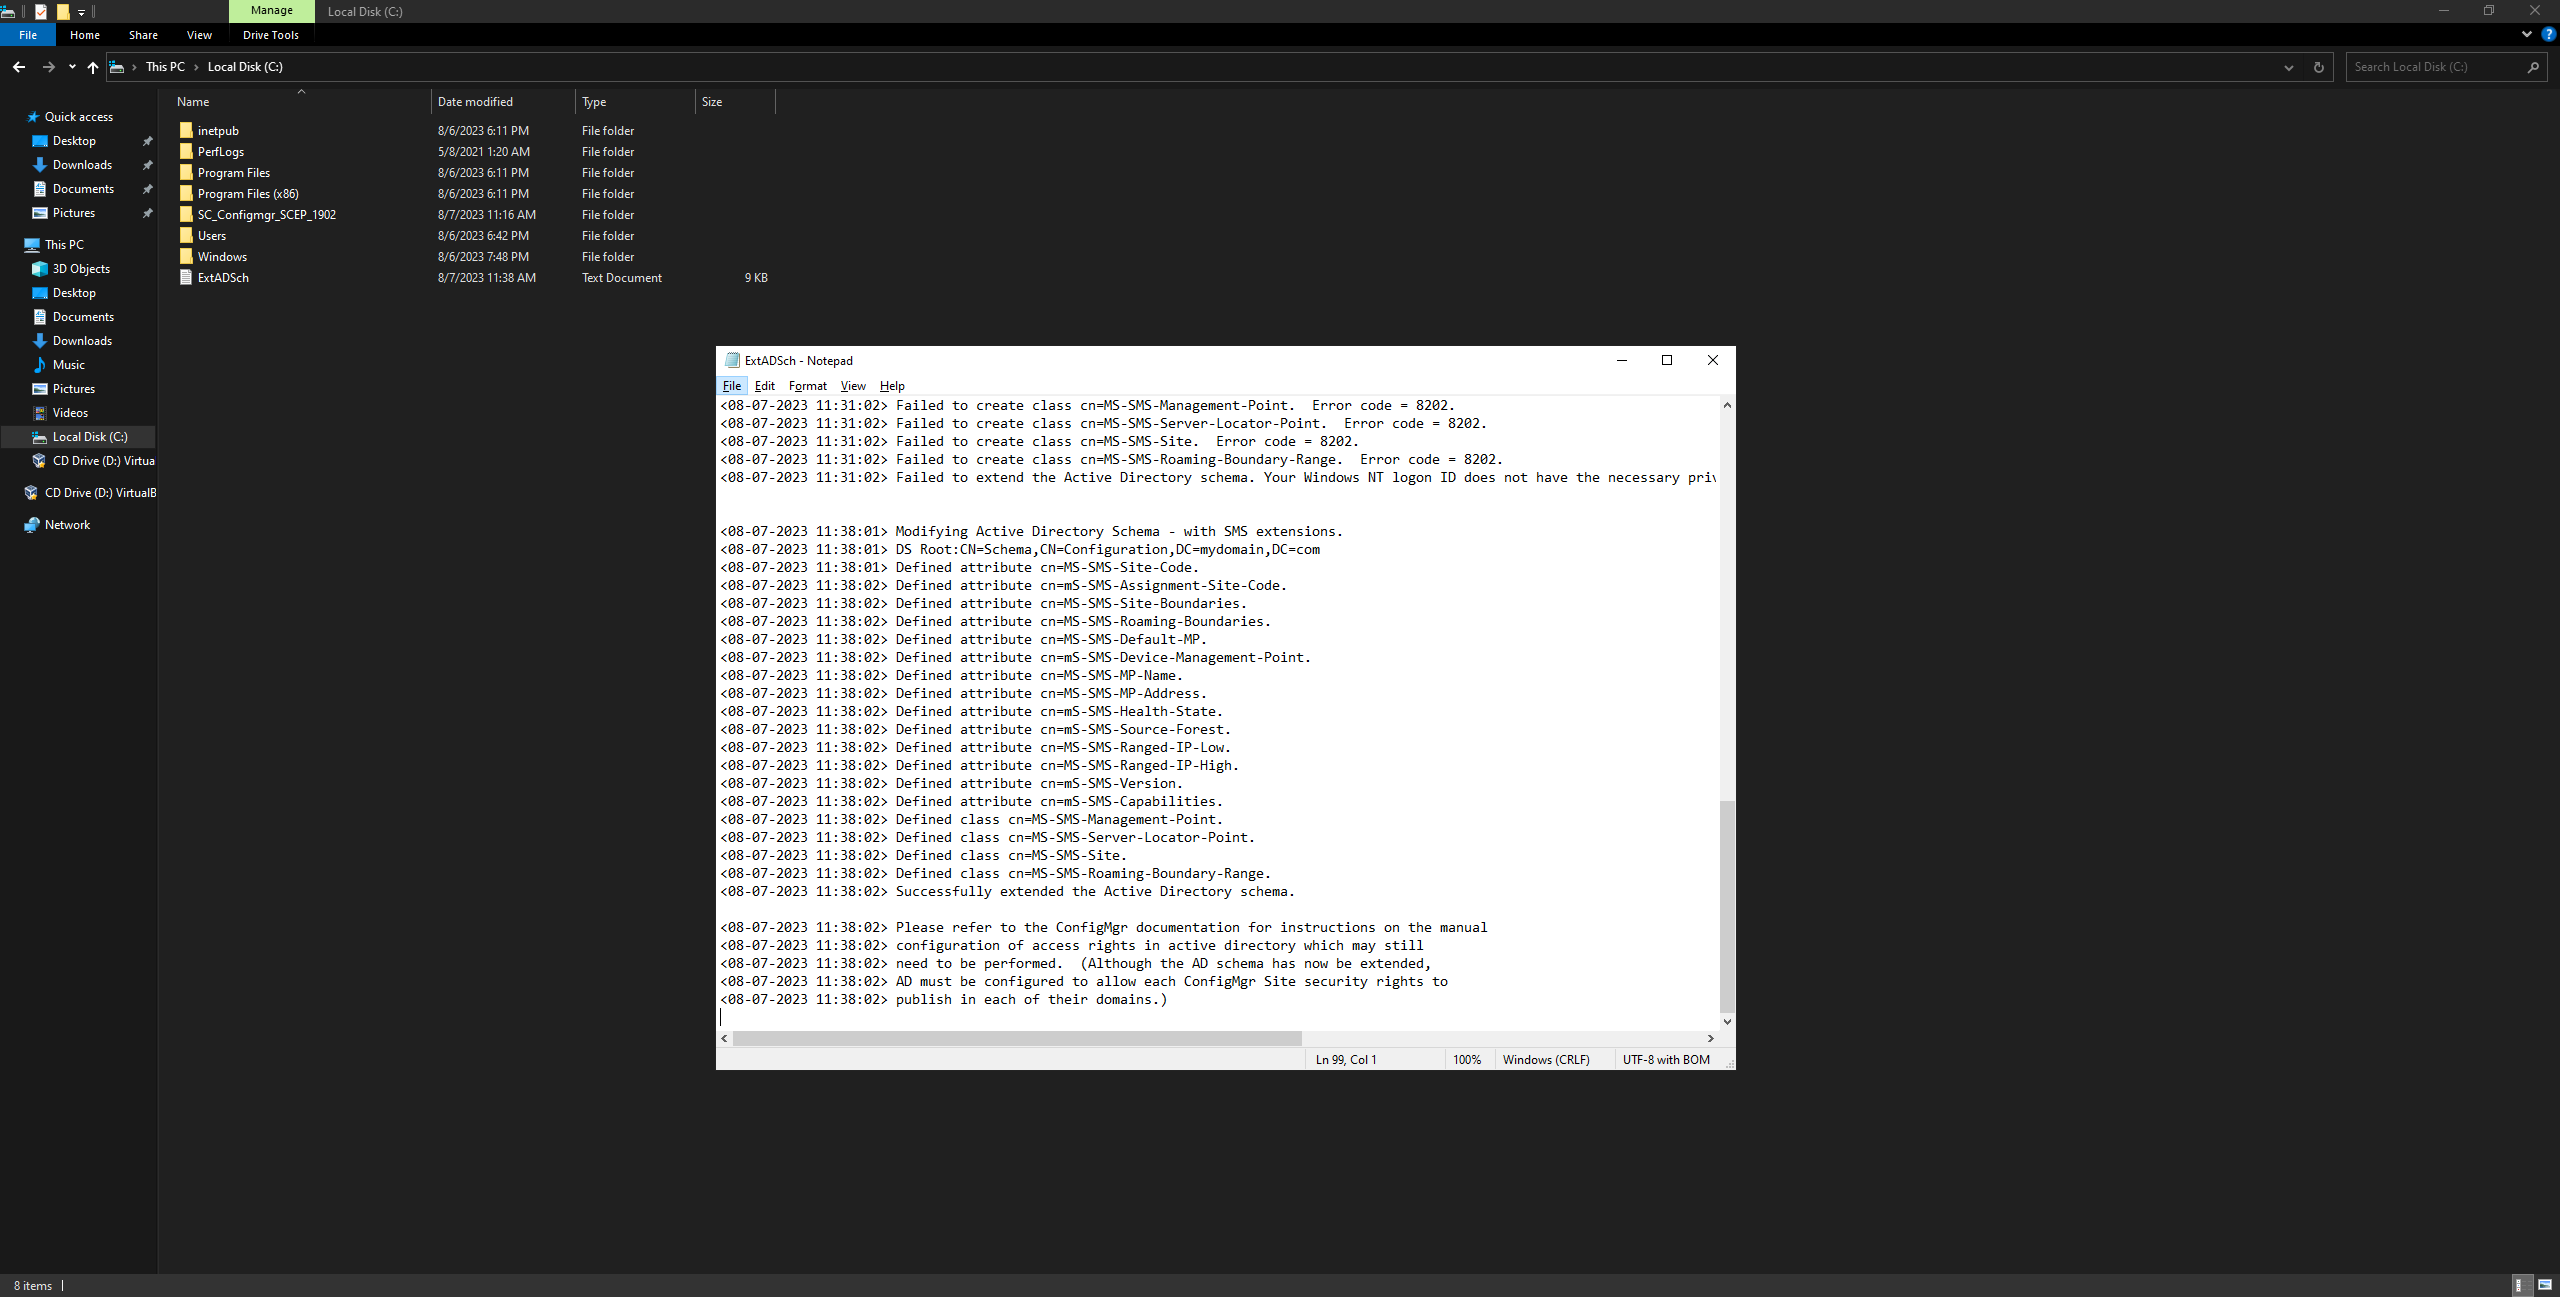 Manage
Local Disk (C:)
File
Home
Share
View
Drive Tools
This PC
Local Disk (C:)
Search Local Disk (C:)
Name
Date modified
Type
Size
inetpub
8/6/2023 6:11 PM
File folder
PerfLogs
5/8/2021 1:20 AM
File folder
Program Files
8/6/2023 6:11 PM
File folder
Program Files (x86)
8/6/2023 6:11 PM
File folder
SC_Configmgr_SCEP_1902
8/7/2023 11:16 AM
File folder
Users
8/6/2023 6:42 PM
File folder
Windows
8/6/2023 7:48 PM
File folder
ExtADSch
8/7/2023 11:38 AM
Text Document
9 KB
Quick access
Desktop
Downloads
Documents
Pictures
This PC
3D Objects
Desktop
Documents
Downloads
Music
Pictures
Videos
Local Disk (C:)
CD Drive (D:) Virtua
CD Drive (D:) VirtualB
Network
ExtADSch - Notepad
File
Edit
Format
View
Help
<08-07-2023 11:31:02> Failed to create class cn=MS-SMS-Management-Point.  Error code = 8202.
<08-07-2023 11:31:02> Failed to create class cn=MS-SMS-Server-Locator-Point.  Error code = 8202.
<08-07-2023 11:31:02> Failed to create class cn=MS-SMS-Site.  Error code = 8202.
<08-07-2023 11:31:02> Failed to create class cn=MS-SMS-Roaming-Boundary-Range.  Error code = 8202.
<08-07-2023 11:31:02> Failed to extend the Active Directory schema. Your Windows NT logon ID does not have the necessary priv
<08-07-2023 11:38:01> Modifying Active Directory Schema - with SMS extensions.
<08-07-2023 11:38:01> DS Root:CN=Schema,CN=Configuration,DC=mydomain,DC=com
<08-07-2023 11:38:01> Defined attribute cn=MS-SMS-Site-Code.
<08-07-2023 11:38:02> Defined attribute cn=mS-SMS-Assignment-Site-Code.
<08-07-2023 11:38:02> Defined attribute cn=MS-SMS-Site-Boundaries.
<08-07-2023 11:38:02> Defined attribute cn=MS-SMS-Roaming-Boundaries.
<08-07-2023 11:38:02> Defined attribute cn=MS-SMS-Default-MP.
<08-07-2023 11:38:02> Defined attribute cn=mS-SMS-Device-Management-Point.
<08-07-2023 11:38:02> Defined attribute cn=MS-SMS-MP-Name.
<08-07-2023 11:38:02> Defined attribute cn=MS-SMS-MP-Address.
<08-07-2023 11:38:02> Defined attribute cn=mS-SMS-Health-State.
<08-07-2023 11:38:02> Defined attribute cn=mS-SMS-Source-Forest.
<08-07-2023 11:38:02> Defined attribute cn=MS-SMS-Ranged-IP-Low.
<08-07-2023 11:38:02> Defined attribute cn=MS-SMS-Ranged-IP-High.
<08-07-2023 11:38:02> Defined attribute cn=mS-SMS-Version.
<08-07-2023 11:38:02> Defined attribute cn=mS-SMS-Capabilities.
<08-07-2023 11:38:02> Defined class cn=MS-SMS-Management-Point.
<08-07-2023 11:38:02> Defined class cn=MS-SMS-Server-Locator-Point.
<08-07-2023 11:38:02> Defined class cn=MS-SMS-Site.
<08-07-2023 11:38:02> Defined class cn=MS-SMS-Roaming-Boundary-Range.
<08-07-2023 11:38:02> Successfully extended the Active Directory schema.
<08-07-2023 11:38:02> Please refer to the ConfigMgr documentation for instructions on the manual
<08-07-2023 11:38:02> configuration of access rights in active directory which may still
<08-07-2023 11:38:02> need to be performed.  (Although the AD schema has now be extended,
<08-07-2023 11:38:02> AD must be configured to allow each ConfigMgr Site security rights to
<08-07-2023 11:38:02> publish in each of their domains.)
Ln 99, Col 1
100%
Windows (CRLF)
UTF-8 with BOM
8 items